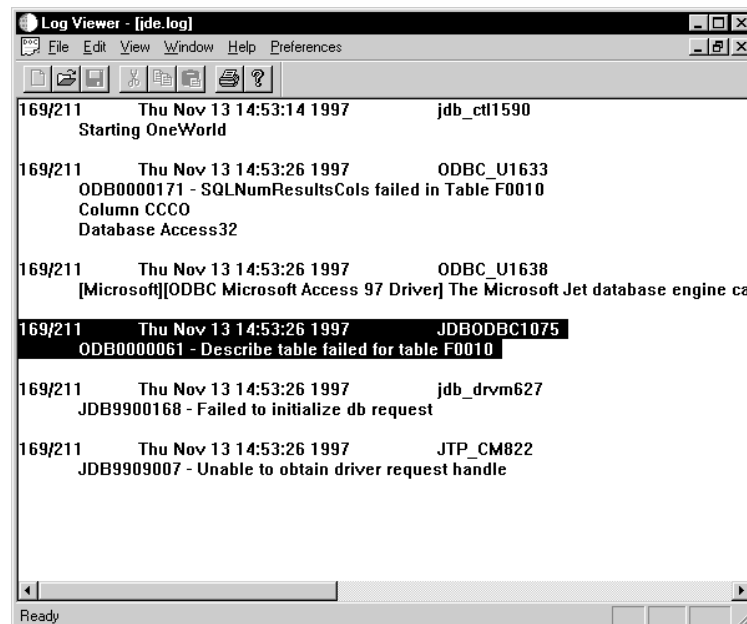 Log Viewer - [jde.log]
File Edit View Window Help Preferences
169/211 Thu Nov 13 14:53:14 1997 jdb_ctl1590
Starting OneWorld
169/211 Thu Nov 13 14:53:26 1997 ODBC_U1633
ODB0000171 - SQLNumResultsCols failed in Table F0010
Column CCCO
Database Access32
169/211 Thu Nov 13 14:53:26 1997 ODBC_U1638
[Microsoft][ODBC Microsoft Access 97 Driver] The Microsoft Jet database engine ca
169/211 Thu Nov 13 14:53:26 1997 JDBODBC1075
ODB0000061 - Describe table failed for table F0010
169/211 Thu Nov 13 14:53:26 1997 jdb_drvm627
JDB9900168 - Failed to initialize db request
169/211 Thu Nov 13 14:53:26 1997 JTP_CM822
JDB9909007 - Unable to obtain driver request handle
Ready